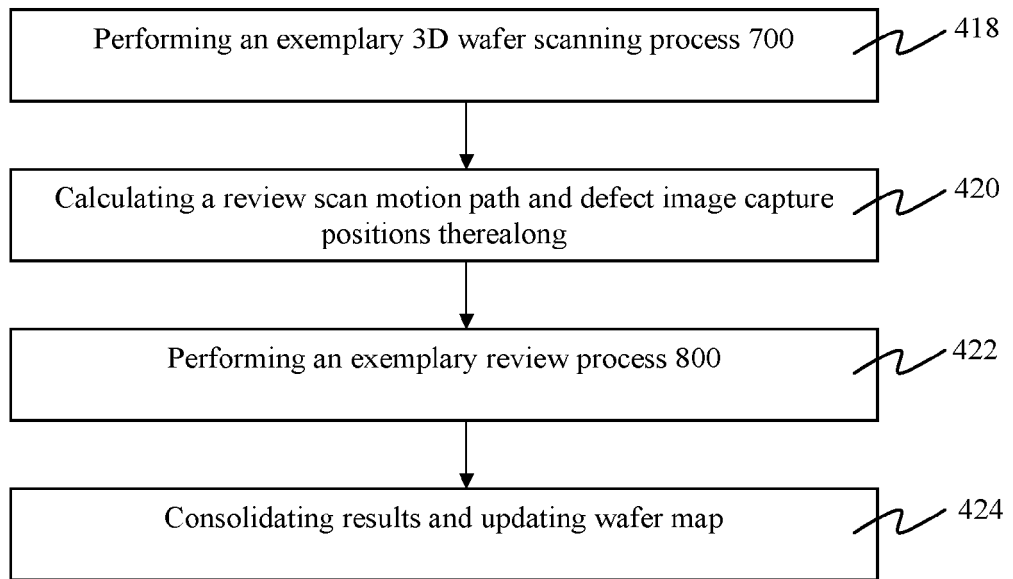 Performing an exemplary 3D wafer scanning process 700
418
Calculating a review scan motion path and defect image capture
positions therealong
420
Performing an exemplary review process 800
422
Consolidating results and updating wafer map
424